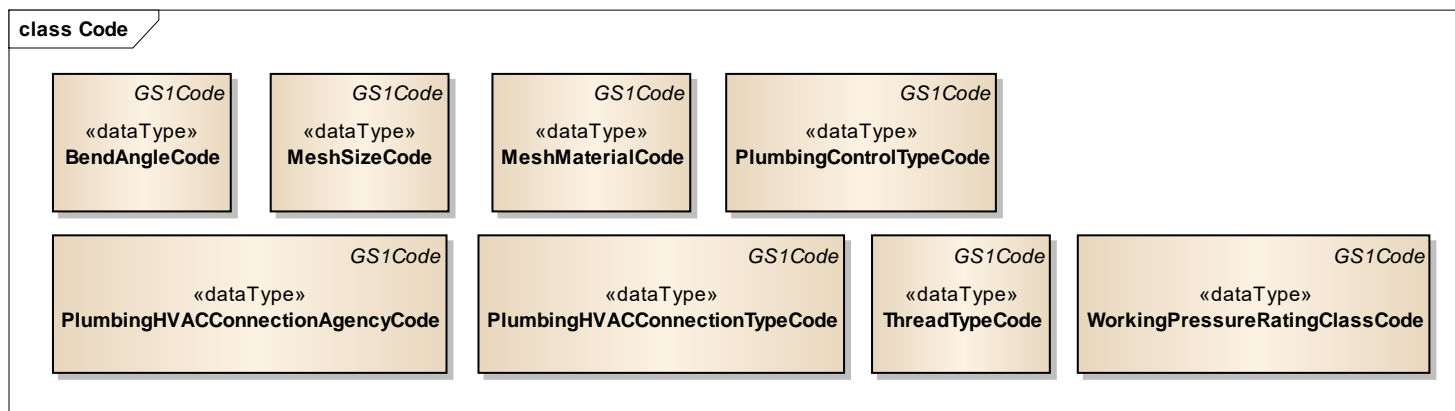 class Code
GS1Code
«dataType»
BendAngleCode
GS1Code
«dataType»
MeshSizeCode
GS1Code
«dataType»
MeshMaterialCode
GS1Code
«dataType»
PlumbingControlTypeCode
GS1Code
«dataType»
PlumbingHVACConnectionAgencyCode
GS1Code
«dataType»
PlumbingHVACConnectionTypeCode
GS1Code
«dataType»
ThreadTypeCode
GS1Code
«dataType»
WorkingPressureRatingClassCode